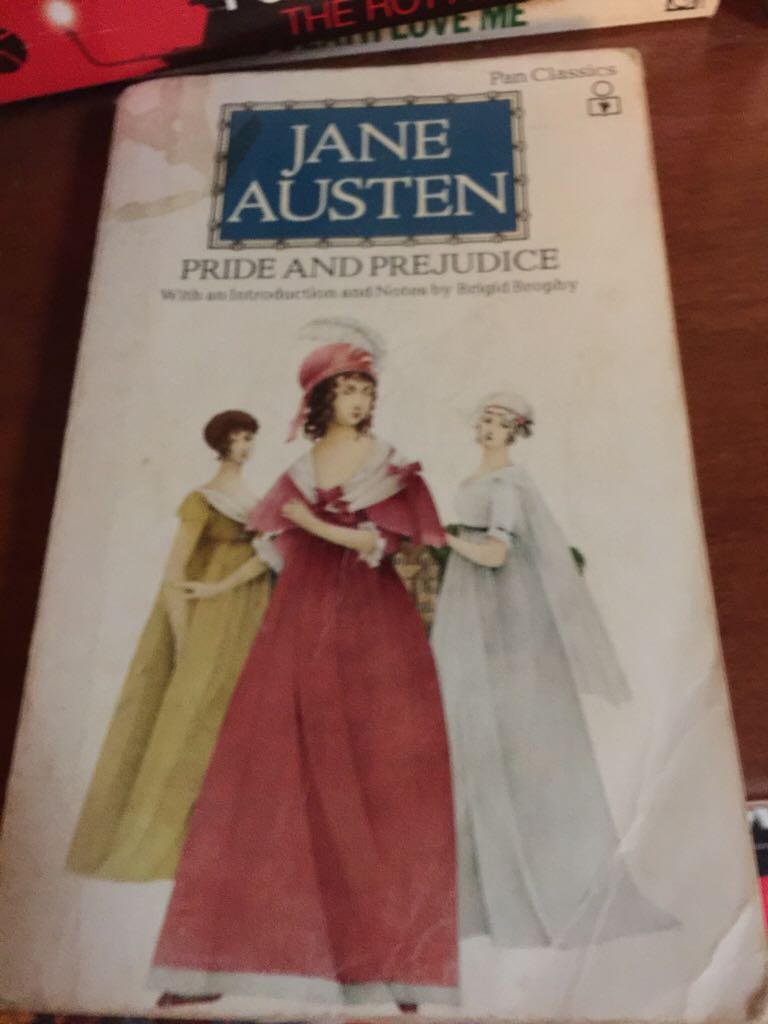 THE ROT
LOVE ME
Pan Classics
JANE
AUSTEN
PRIDE AND PREJUDICE
With an Introduction and Notes by Brigid Brophy